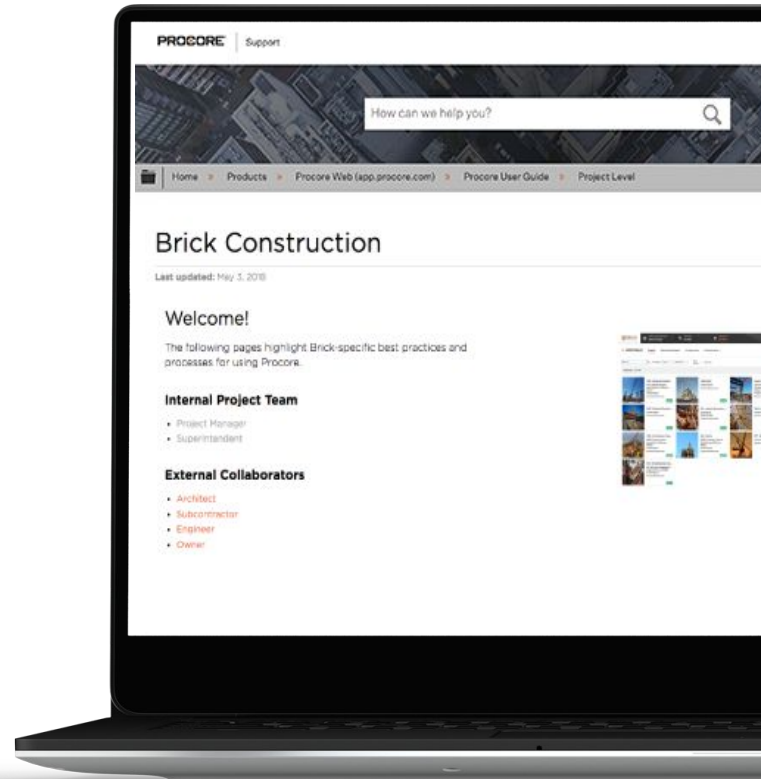 PROCORE Support
How can we help you?
Home » Products » Procore Web (app.procore.com) » Procore User Guide » Project Level
Brick Construction
Last updated: May 3, 2018
Welcome!
The following pages highlight Brick-specific best practices and
processes for using Procore.
Internal Project Team
• Project Manager
• Superintendent
External Collaborators
• Architect
• Subcontractor
• Engineer
• Owner